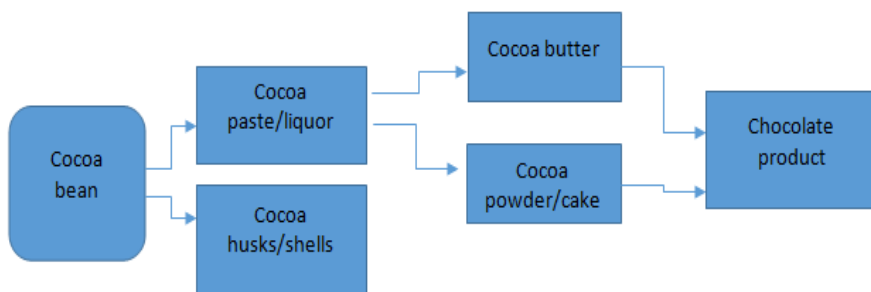 Cocoa
bean
Cocoa
paste/liquor
Cocoa
husks/shells
Cocoa butter
Cocoa
powder/cake
Chocolate
product